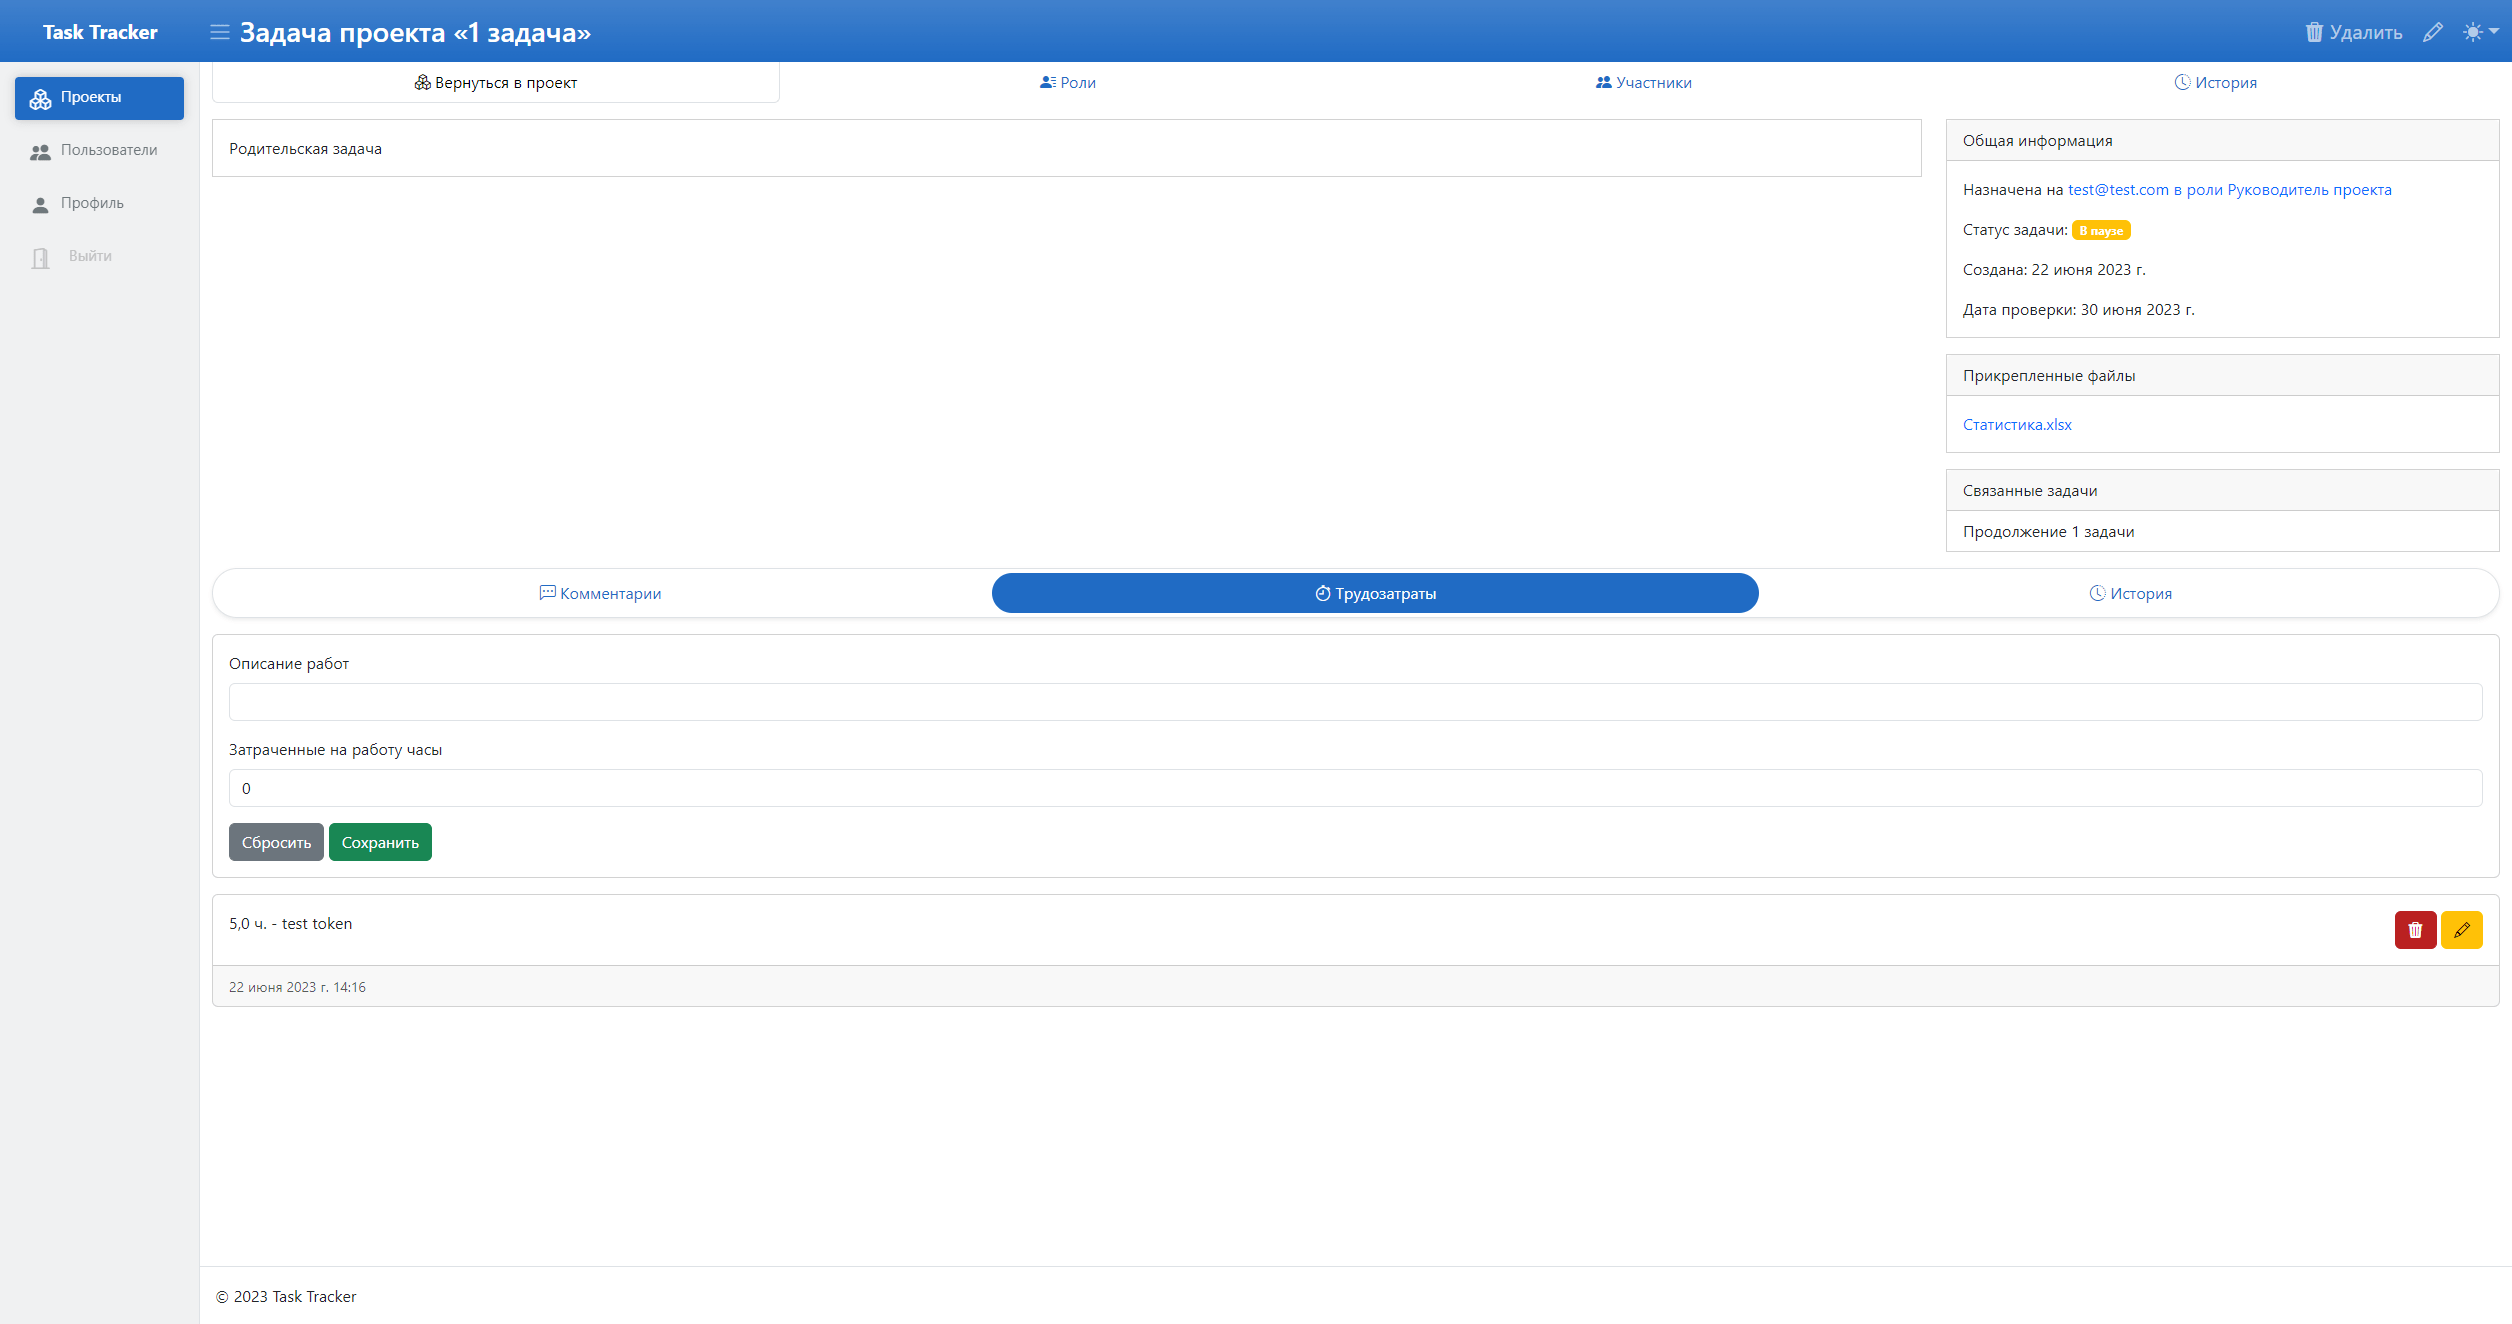 Task Tracker
Задача проекта «1 задача»
Удалить
Проекты
Пользователи
Профиль
Выйти
Вернуться в проект
Роли
Участники
История
Родительская задача
Общая информация
Назначена на test@test.com в роли Руководитель проекта
Статус задачи: В паузе
Создана: 22 июня 2023 г.
Дата проверки: 30 июня 2023 г.
Прикрепленные файлы
Статистика.xlsx
Связанные задачи
Продолжение 1 задачи
Комментарии
Трудозатраты
История
Описание работ
Затраченные на работу часы
0
Сбросить
Сохранить
5,0 ч. - test token
22 июня 2023 г. 14:16
© 2023 Task Tracker